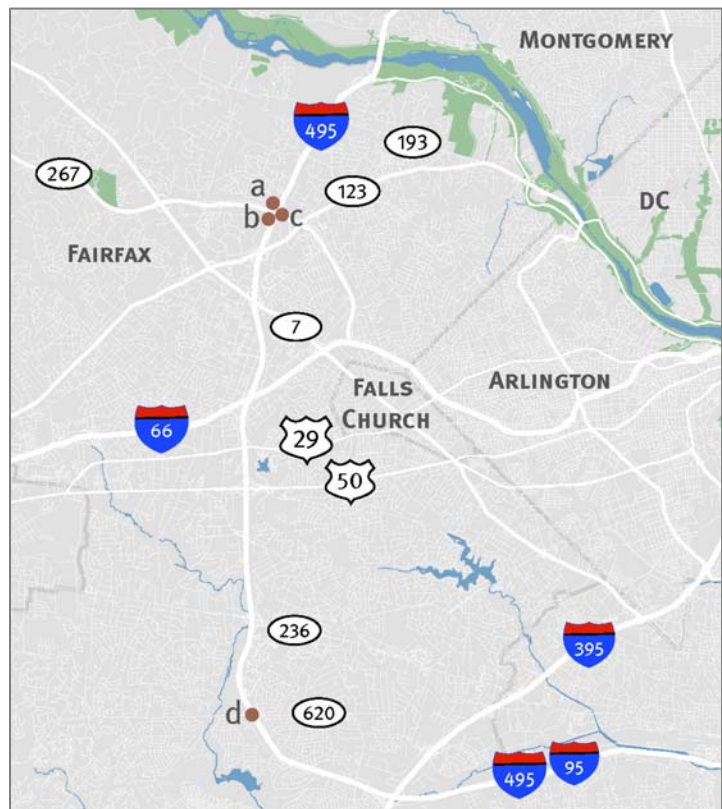 MONTGOMERY
495
193
267
123
a
b
c
DC
FAIRFAX
7
FALLS
CHURCH
ARLINGTON
66
29
50
236
395
d
620
495
95